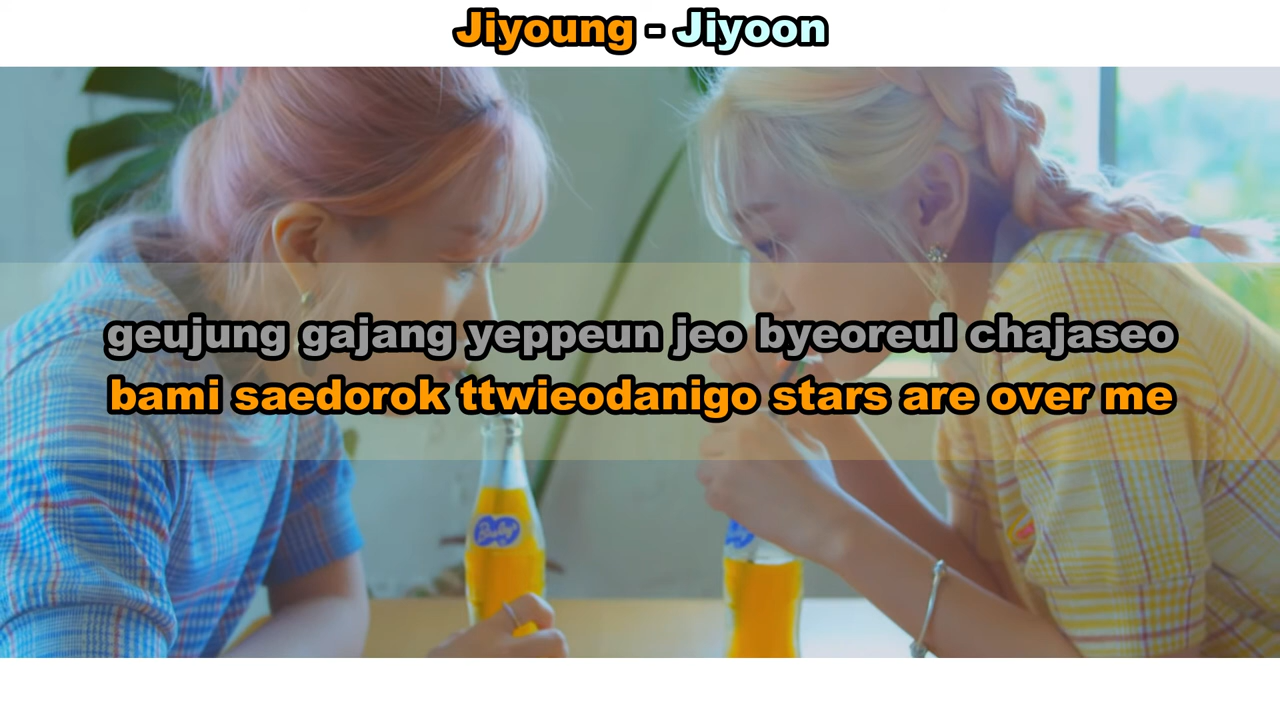 Jiyoung - Jiyoon
geujung gajang yeppeun jeo byeoreul chajaseo
bami saedorok ttwieodanigo stars are over me